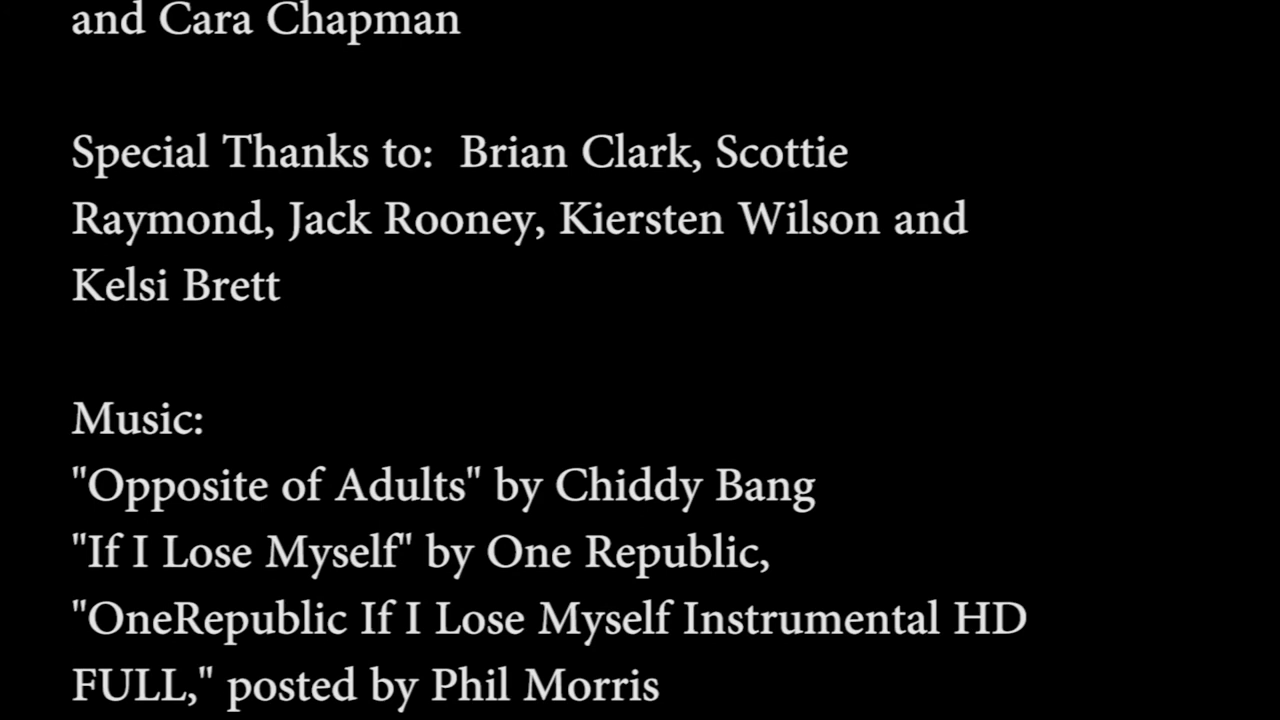 and Cara Chapman
Special Thanks to:  Brian Clark, Scottie
Raymond, Jack Rooney, Kiersten Wilson and
Kelsi Brett
Music:
"Opposite of Adults" by Chiddy Bang
"If I Lose Myself" by One Republic,
"OneRepublic If I Lose Myself Instrumental HD
FULL," posted by Phil Morris